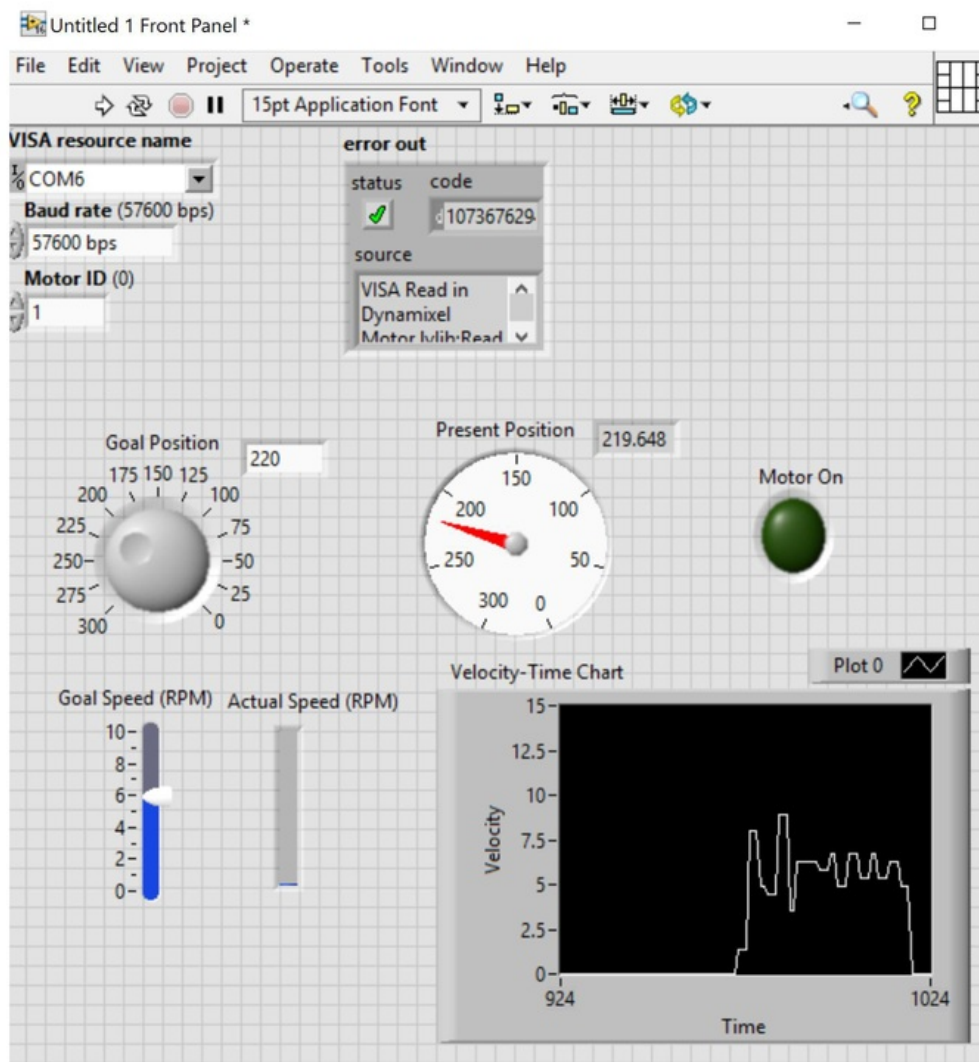 Untitled 1 Front Panel *
File Edit View Project Operate Tools Window Help
15pt Application Font
VISA resource name
COM6
Baud rate (57600 bps)
57600 bps
Motor ID (0)
1
error out
status code
107367629
source
VISA Read in
Dynamixel
Motor.lvlib:Read
Goal Position
220
0
25
50
75
100
125
150
175
200
225
250
275
300
Present Position
219.648
0
50
100
150
200
250
300
Motor On
Goal Speed (RPM)
10
8
6
4
2
0
Actual Speed (RPM)
Velocity-Time Chart
Plot 0
Velocity
15
12.5
10
7.5
5
2.5
0
924
1024
Time